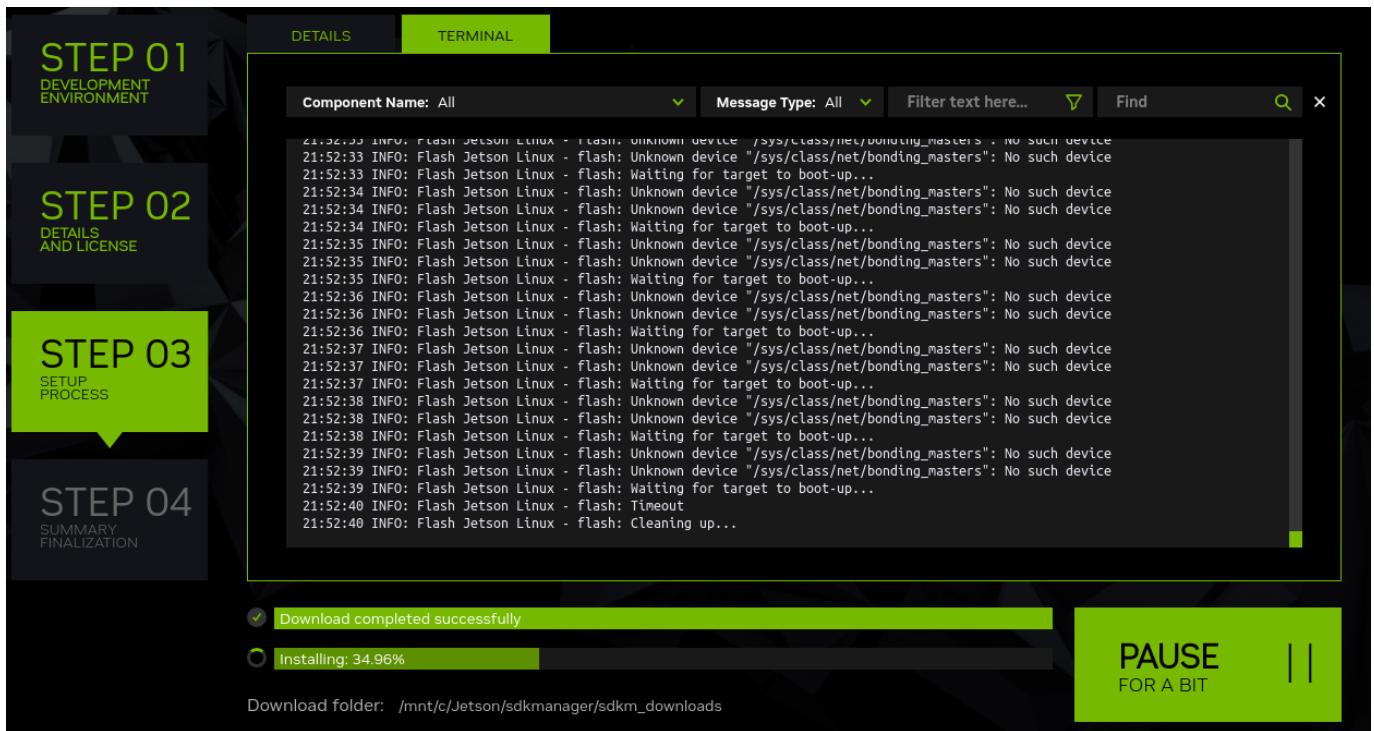 STEP 01
DEVELOPMENT
ENVIRONMENT
STEP 02
DETAILS
AND LICENSE
STEP 03
SETUP
PROCESS
STEP 04
SUMMARY
FINALIZATION
DETAILS
TERMINAL
Component Name: All
Message Type: All
Filter text here...
Find
21:52:33 INFO: Flash Jetson Linux - flash: Unknown device "/sys/class/net/bonding_masters": No such device
21:52:33 INFO: Flash Jetson Linux - flash: Unknown device "/sys/class/net/bonding_masters": No such device
21:52:33 INFO: Flash Jetson Linux - flash: Waiting for target to boot-up...
21:52:34 INFO: Flash Jetson Linux - flash: Unknown device "/sys/class/net/bonding_masters": No such device
21:52:34 INFO: Flash Jetson Linux - flash: Unknown device "/sys/class/net/bonding_masters": No such device
21:52:34 INFO: Flash Jetson Linux - flash: Waiting for target to boot-up...
21:52:35 INFO: Flash Jetson Linux - flash: Unknown device "/sys/class/net/bonding_masters": No such device
21:52:35 INFO: Flash Jetson Linux - flash: Unknown device "/sys/class/net/bonding_masters": No such device
21:52:35 INFO: Flash Jetson Linux - flash: Waiting for target to boot-up...
21:52:36 INFO: Flash Jetson Linux - flash: Unknown device "/sys/class/net/bonding_masters": No such device
21:52:36 INFO: Flash Jetson Linux - flash: Unknown device "/sys/class/net/bonding_masters": No such device
21:52:36 INFO: Flash Jetson Linux - flash: Waiting for target to boot-up...
21:52:37 INFO: Flash Jetson Linux - flash: Unknown device "/sys/class/net/bonding_masters": No such device
21:52:37 INFO: Flash Jetson Linux - flash: Unknown device "/sys/class/net/bonding_masters": No such device
21:52:37 INFO: Flash Jetson Linux - flash: Waiting for target to boot-up...
21:52:38 INFO: Flash Jetson Linux - flash: Unknown device "/sys/class/net/bonding_masters": No such device
21:52:38 INFO: Flash Jetson Linux - flash: Unknown device "/sys/class/net/bonding_masters": No such device
21:52:38 INFO: Flash Jetson Linux - flash: Waiting for target to boot-up...
21:52:39 INFO: Flash Jetson Linux - flash: Unknown device "/sys/class/net/bonding_masters": No such device
21:52:39 INFO: Flash Jetson Linux - flash: Unknown device "/sys/class/net/bonding_masters": No such device
21:52:39 INFO: Flash Jetson Linux - flash: Waiting for target to boot-up...
21:52:40 INFO: Flash Jetson Linux - flash: Timeout
21:52:40 INFO: Flash Jetson Linux - flash: Cleaning up...
Download completed successfully
Installing: 34.96%
Download folder: /mnt/c/Jetson/sdkmanager/sdkm_downloads
PAUSE
FOR A BIT